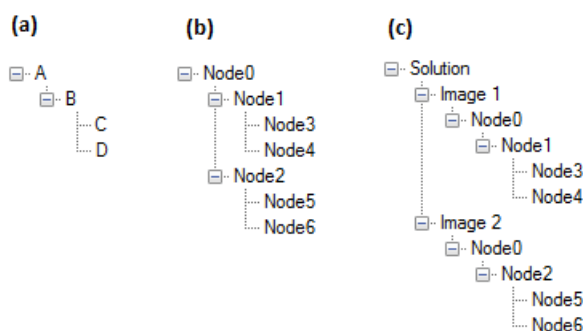 (a)
A
B
C
D
(b)
Node0
Node1
Node3
Node4
Node2
Node5
Node6
(c)
Solution
Image 1
Node0
Node1
Node3
Node4
Image 2
Node0
Node2
Node5
Node6